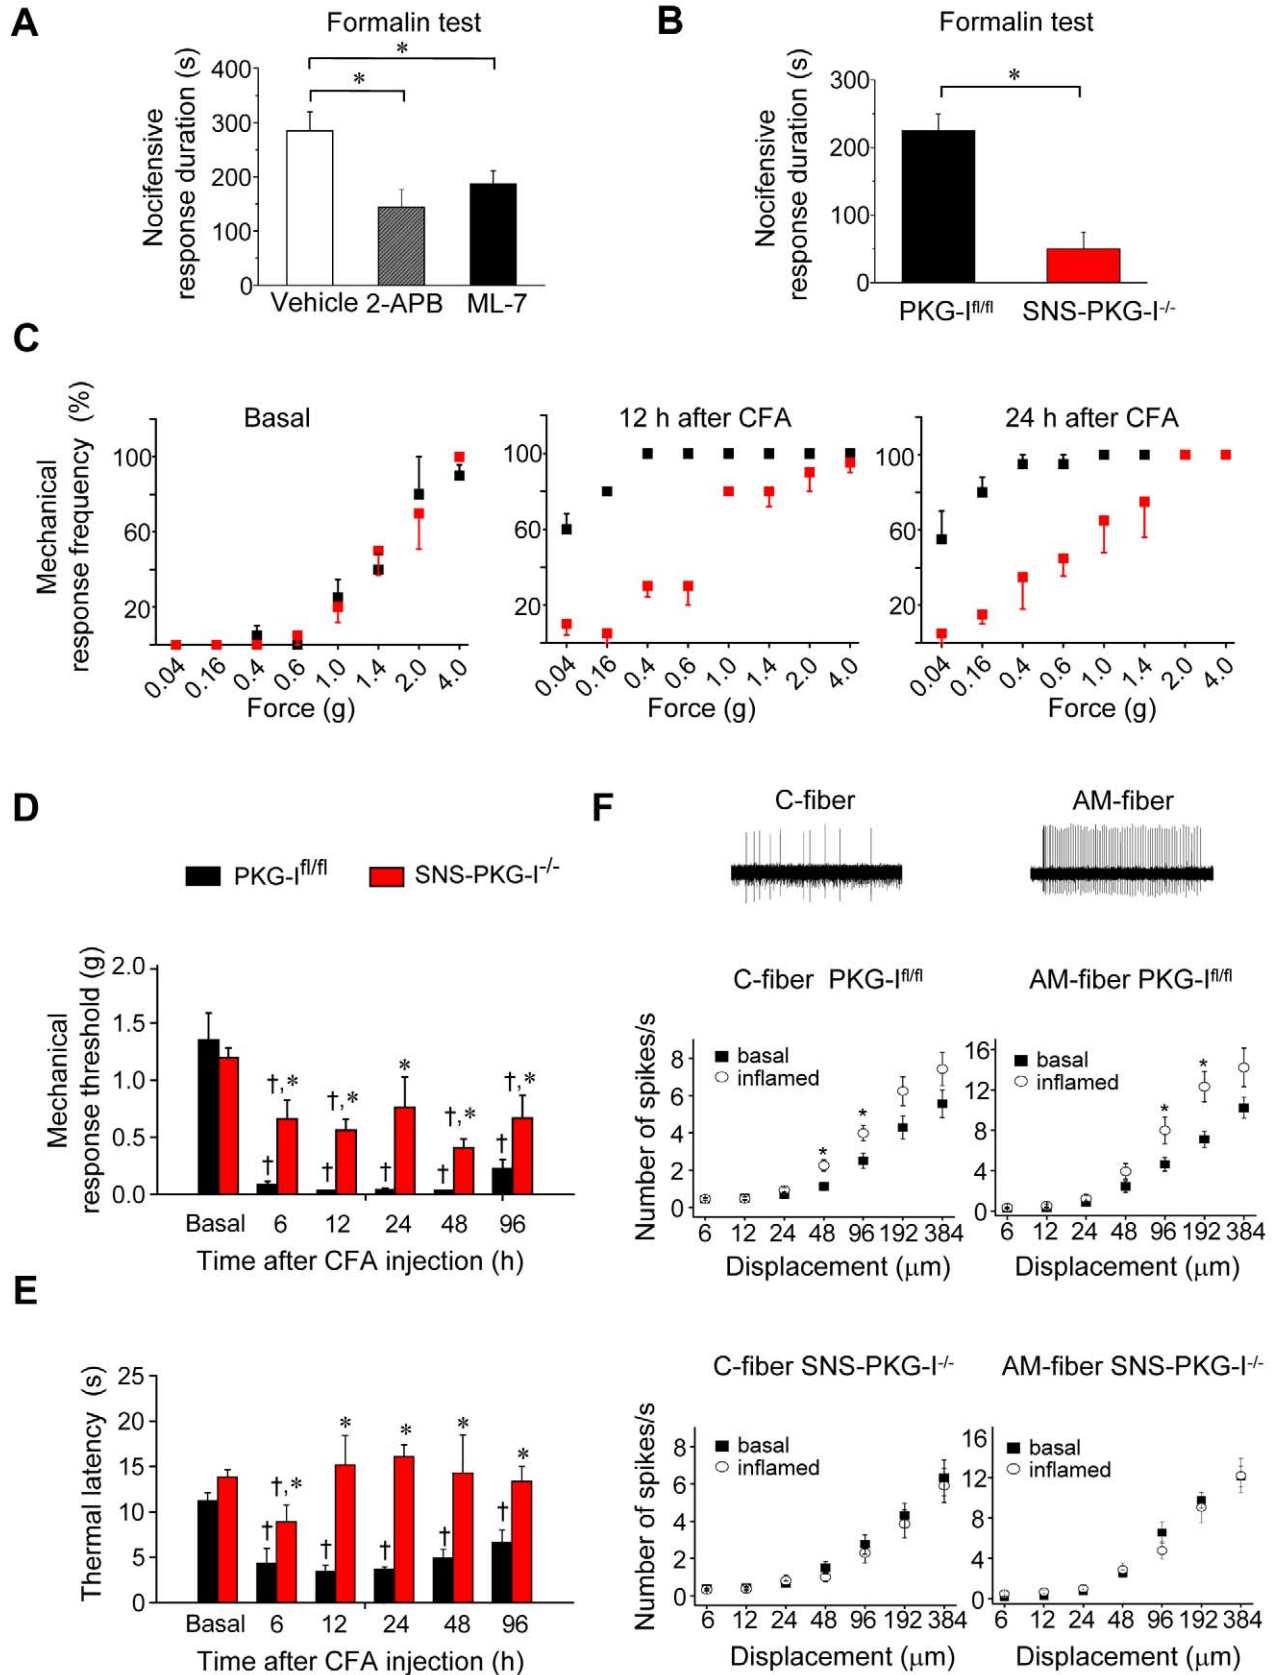 A
Formalin test
*
*
Nocifensive
response duration (s)
400
300
200
100
0
Vehicle 2-APB ML-7
B
Formalin test
*
Nocifensive
response duration (s)
300
200
100
0
PKG-Ifl/fl SNS-PKG-I-/-
C
Mechanical
response frequency (%)
Basal
100
60
20
0.04 0.16 0.4 0.6 1.0 1.4 2.0 4.0
Force (g)
12 h after CFA
100
60
20
0.04 0.16 0.4 0.6 1.0 1.4 2.0 4.0
Force (g)
24 h after CFA
100
60
20
0.04 0.16 0.4 0.6 1.0 1.4 2.0 4.0
Force (g)
D
PKG-Ifl/fl SNS-PKG-I-/-
Mechanical
response threshold (g)
2.0
1.5
1.0
0.5
0.0
† †,* † †,* † * † †,* † †,*
Basal 6 12 24 48 96
Time after CFA injection (h)
E
Thermal latency (s)
25
20
15
10
5
0
† †,* † * † * † * † *
Basal 6 12 24 48 96
Time after CFA injection (h)
F
C-fiber
AM-fiber
C-fiber PKG-Ifl/fl
Number of spikes/s
8
6
4
2
0
basal
inflamed
* *
6 12 24 48 96 192 384
Displacement (μm)
AM-fiber PKG-Ifl/fl
16
12
8
4
0
basal
inflamed
* *
6 12 24 48 96 192 384
Displacement (μm)
C-fiber SNS-PKG-I-/-
Number of spikes/s
8
6
4
2
0
basal
inflamed
6 12 24 48 96 192 384
Displacement (μm)
AM-fiber SNS-PKG-I-/-
16
12
8
4
0
basal
inflamed
6 12 24 48 96 192 384
Displacement (μm)